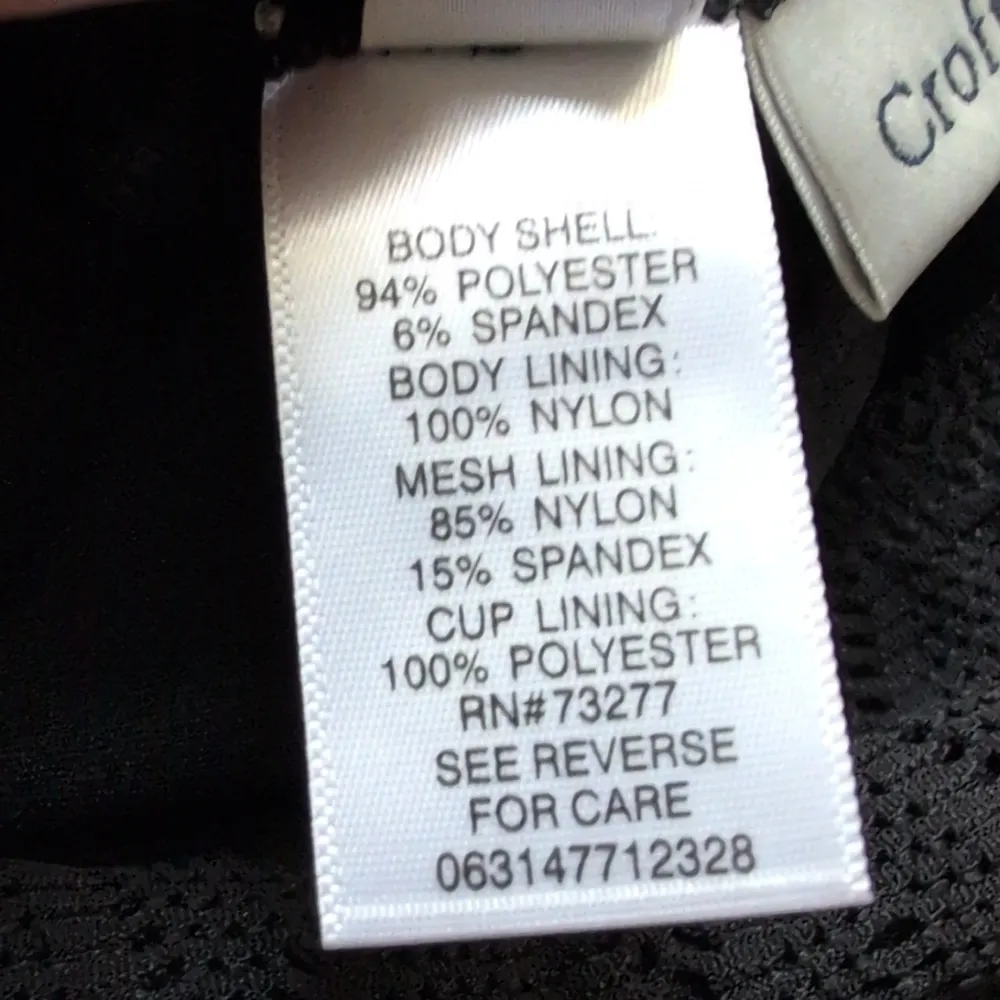 Crof
BODY SHELL:
94% POLYESTER
6% SPANDEX
BODY LINING:
100% NYLON
MESH LINING:
85% NYLON
15% SPANDEX
CUP LINING:
100% POLYESTER
RN#73277
SEE REVERSE
FOR CARE
063147712328